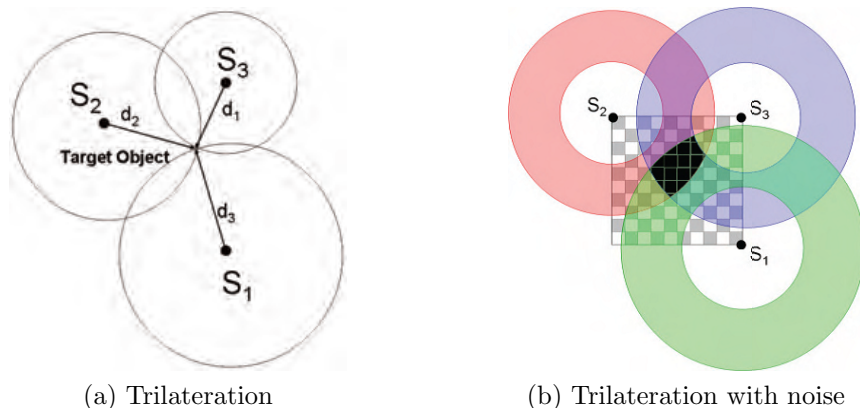 S3
S2
d1
d2
Target Object
d3
S1
S2
S3
S1
(a) Trilateration
(b) Trilateration with noise